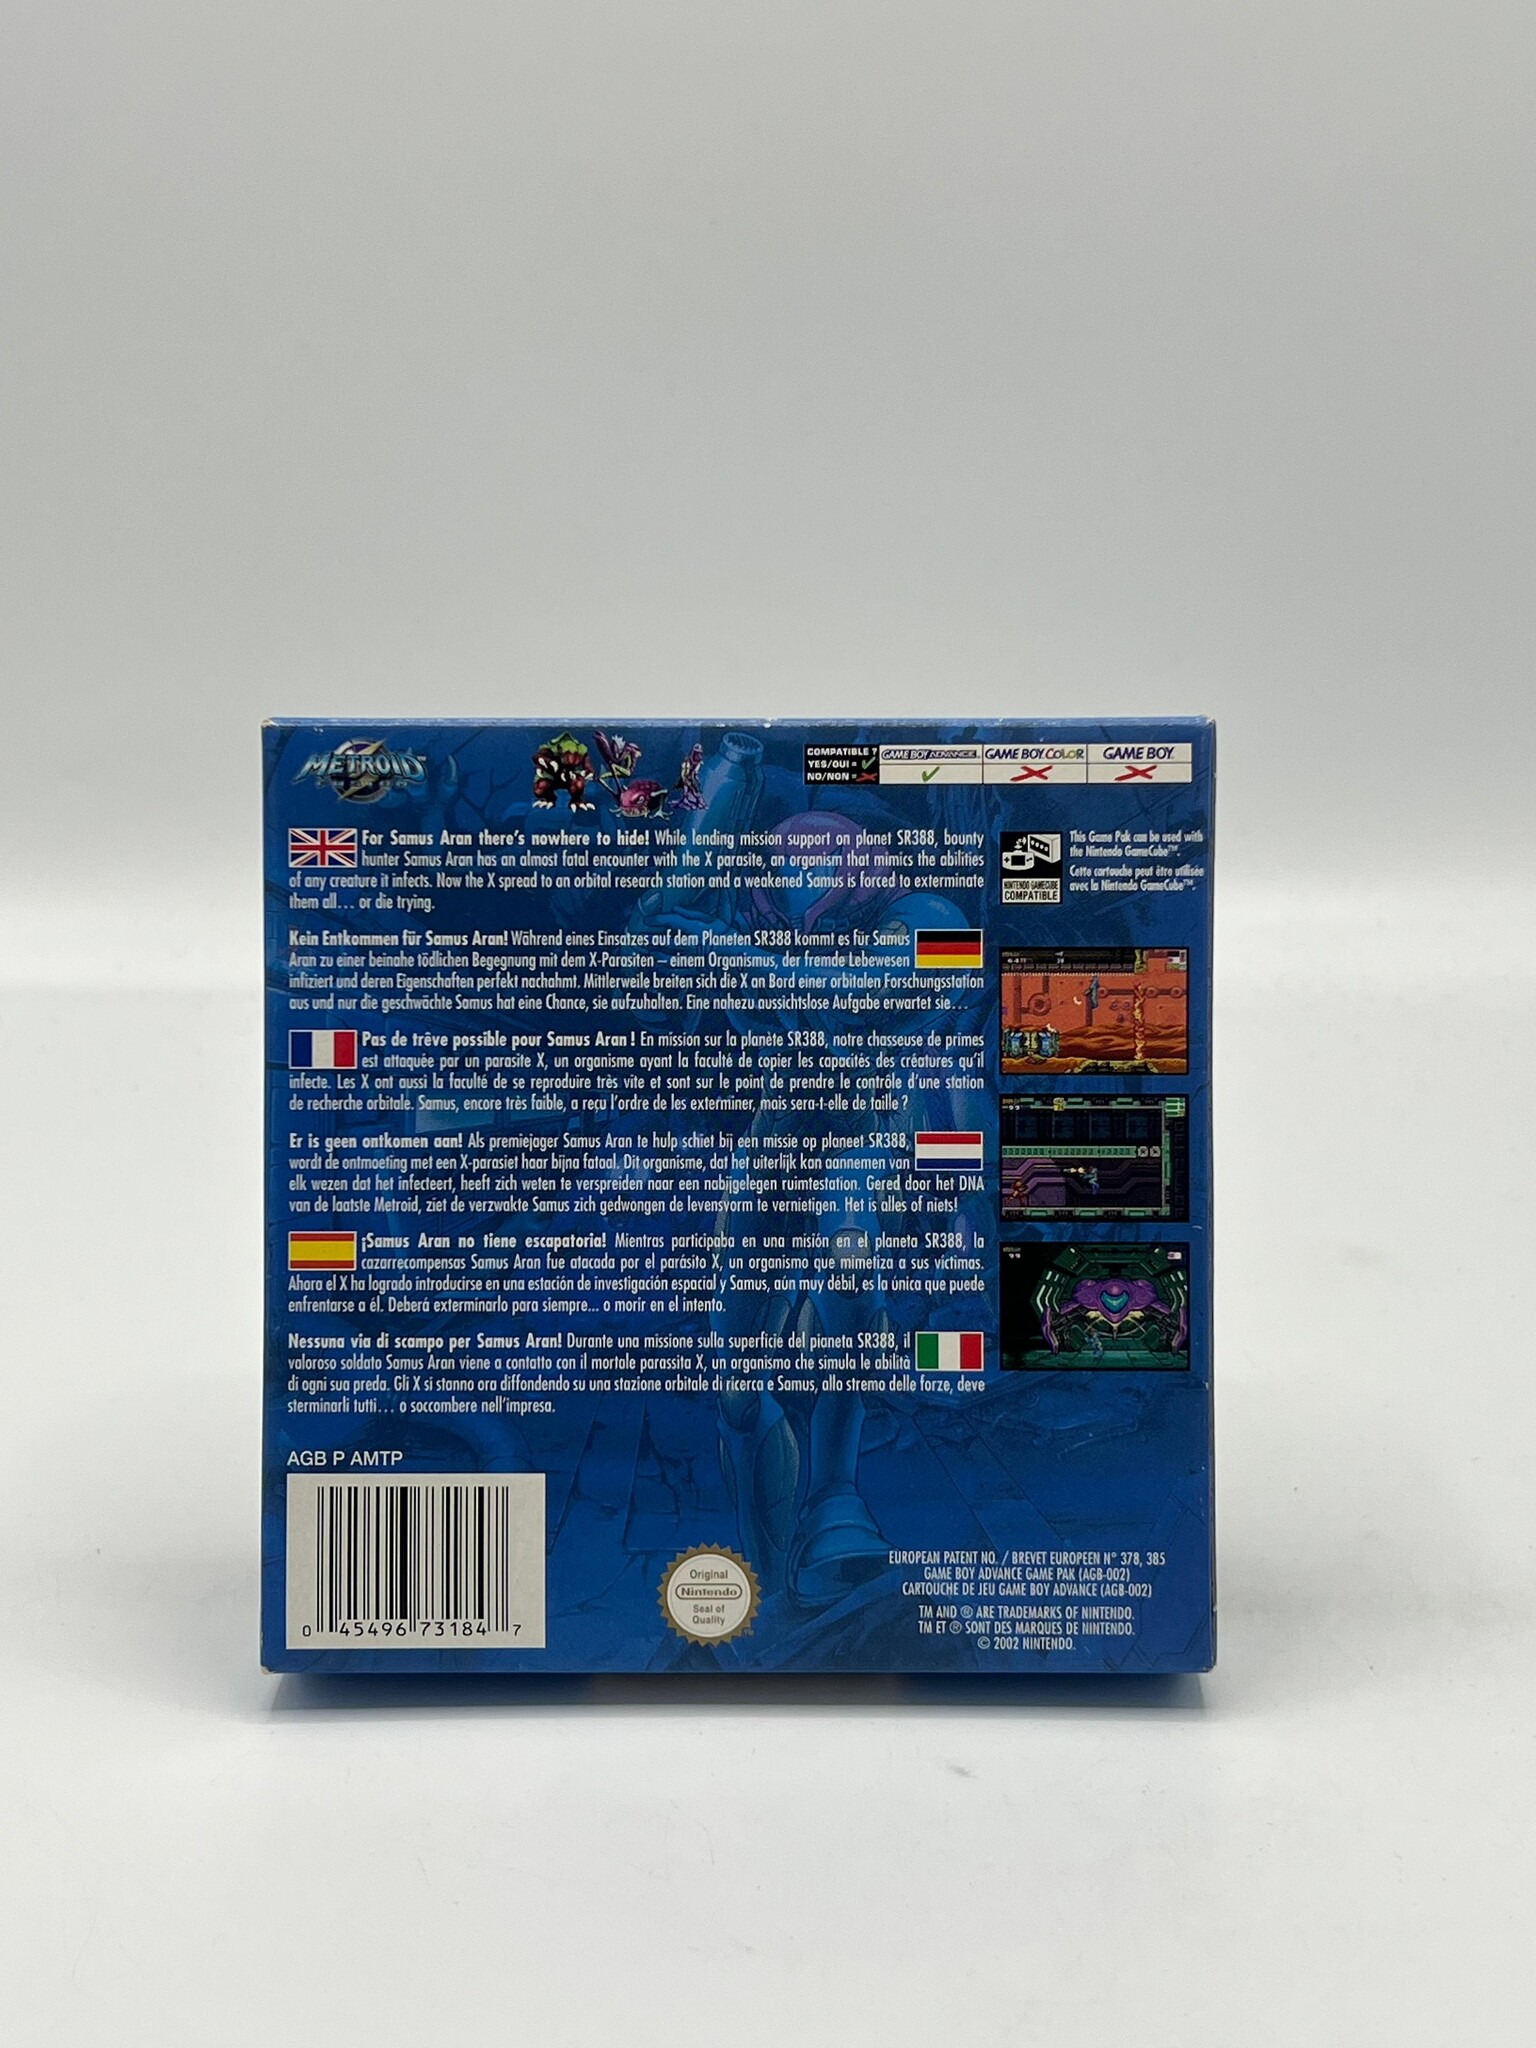 METROID
COMPATIBLE ?
YES/OUI =
NO/NON =
GAME BOY ADVANCE
GAME BOY COLOR
GAME BOY
For Samus Aran there's nowhere to hide! While lending mission support on planet SR388, bounty
hunter Samus Aran has an almost fatal encounter with the X parasite, an organism that mimics the abilities
of any creature it infects. Now the X spread to an orbital research station and a weakened Samus is forced to exterminate
them all... or die trying.
This Game Pak can be used with
the Nintendo GameCube™.
Cette cartouche peut être utilisée
avec la Nintendo GameCube™.
NINTENDO GAMECUBE
COMPATIBLE
Kein Entkommen für Samus Aran! Während eines Einsatzes auf dem Planeten SR388 kommt es für Samus
Aran zu einer beinahe tödlichen Begegnung mit dem X-Parasiten – einem Organismus, der fremde Lebewesen
infiziert und deren Eigenschaften perfekt nachahmt. Mittlerweile breiten sich die X an Bord einer orbitalen Forschungsstation
aus und nur die geschwächte Samus hat eine Chance, sie aufzuhalten. Eine nahezu aussichtslose Aufgabe erwartet sie...
Pas de trêve possible pour Samus Aran ! En mission sur la planète SR388, notre chasseuse de primes
est attaquée par un parasite X, un organisme ayant la faculté de copier les capacités des créatures qu'il
infecte. Les X ont aussi la faculté de se reproduire très vite et sont sur le point de prendre le contrôle d'une station
de recherche orbitale. Samus, encore très faible, a reçu l'ordre de les exterminer, mais sera-t-elle de taille ?
Er is geen ontkomen aan! Als premiejager Samus Aran te hulp schiet bij een missie op planeet SR388,
wordt de ontmoeting met een X-parasiet haar bijna fataal. Dit organisme, dat het uiterlijk kan aannemen van
elk wezen dat het infecteert, heeft zich weten te verspreiden naar een nabijgelegen ruimtestation. Gered door het DNA
van de laatste Metroid, ziet de verzwakte Samus zich gedwongen de levensvorm te vernietigen. Het is alles of niets!
¡Samus Aran no tiene escapatoria! Mientras participaba en una misión en el planeta SR388, la
cazarrecompensas Samus Aran fue atacada por el parásito X, un organismo que mimetiza a sus víctimas.
Ahora el X ha logrado introducirse en una estación de investigación espacial y Samus, aún muy débil, es la única que puede
enfrentarse a él. Deberá exterminarlo para siempre... o morir en el intento.
Nessuna via di scampo per Samus Aran! Durante una missione sulla superficie del pianeta SR388, il
valoroso soldato Samus Aran viene a contatto con il mortale parassita X, un organismo che simula le abilità
di ogni sua preda. Gli X si stanno ora diffondendo su una stazione orbitale di ricerca e Samus, allo stremo delle forze, deve
sterminarli tutti... o soccombere nell'impresa.
AGB P AMTP
0 45496 73184 7
Original
Nintendo
Seal of
Quality
TM
EUROPEAN PATENT NO. / BREVET EUROPEEN N° 378, 385
GAME BOY ADVANCE GAME PAK (AGB-002)
CARTOUCHE DE JEU GAME BOY ADVANCE (AGB-002)
TM AND ® ARE TRADEMARKS OF NINTENDO.
TM ET ® SONT DES MARQUES DE NINTENDO.
© 2002 NINTENDO.